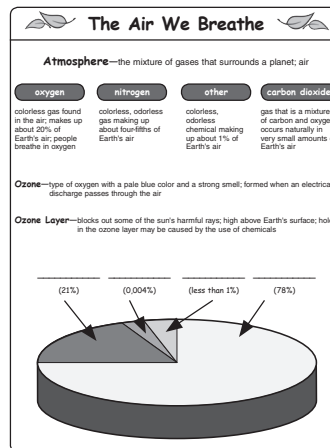 The Air We Breathe
Atmosphere—the mixture of gases that surrounds a planet; air
oxygen
colorless gas found
in the air; makes up
about 20% of
Earth's air; people
breathe in oxygen
nitrogen
colorless, odorless
gas making up
about four-fifths of
Earth's air
other
colorless,
odorless
chemical making
up about 1% of
Earth's air
carbon dioxide
gas that is a mixture
of carbon and oxyge
occurs naturally in
very small amounts
Earth's air
Ozone—type of oxygen with a pale blue color and a strong smell; formed when an electrica
discharge passes through the air
Ozone Layer—blocks out some of the sun's harmful rays; high above Earth's surface; hol
in the ozone layer may be caused by the use of chemicals
(21%) (0,004%) (less than 1%) (78%)